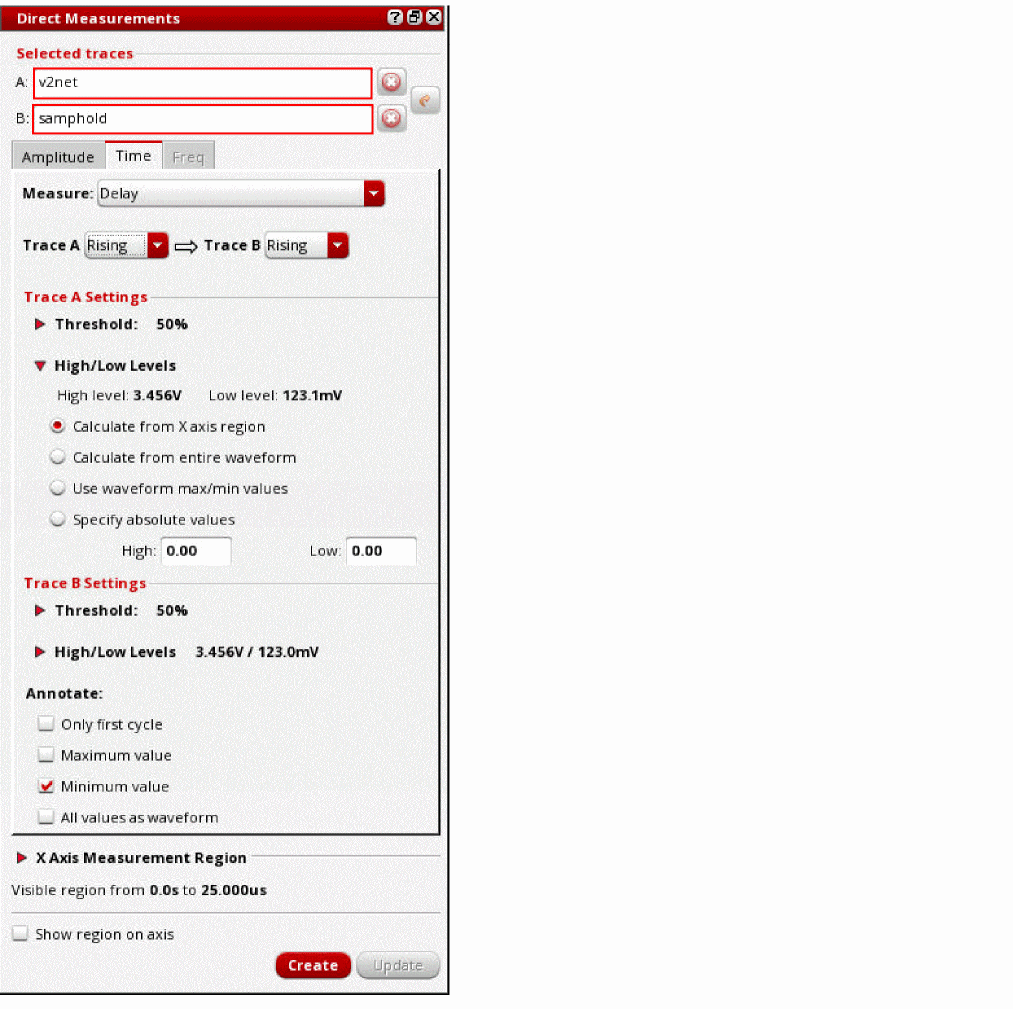 Direct Measurements
Selected traces
A: v2net
B: samphold
Amplitude Time Freq
Measure: Delay
Trace A Rising ⇨ Trace B Rising
Trace A Settings
Threshold: 50%
High/Low Levels
High level: 3.456V Low level: 123.1mV
Calculate from X axis region
Calculate from entire waveform
Use waveform max/min values
Specify absolute values
High: 0.00 Low: 0.00
Trace B Settings
Threshold: 50%
High/Low Levels 3.456V / 123.0mV
Annotate:
Only first cycle
Maximum value
Minimum value
All values as waveform
X Axis Measurement Region
Visible region from 0.0s to 25.000us
Show region on axis
Create Update